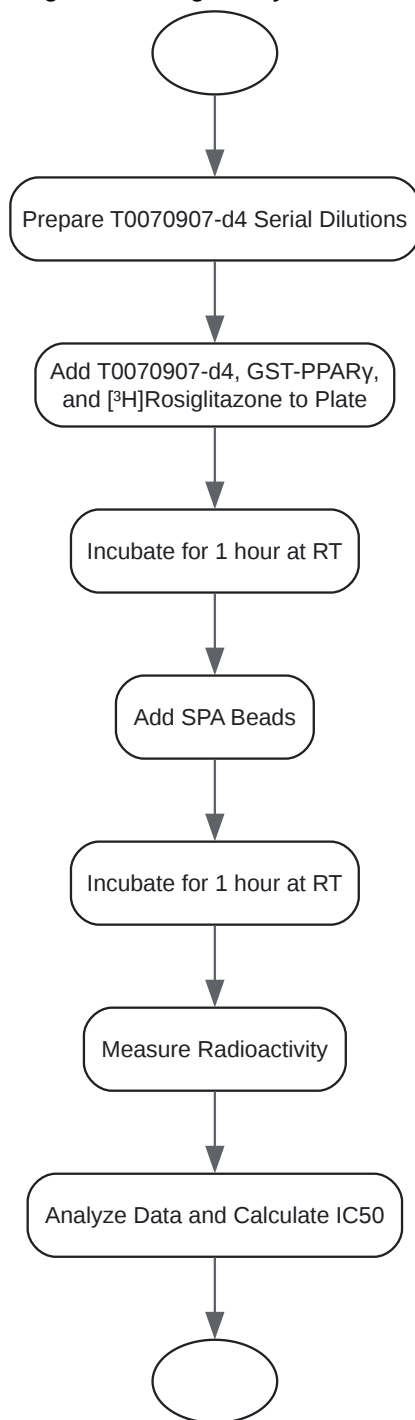 Prepare T0070907-d4 Serial Dilutions
Add T0070907-d4, GST-PPARγ,
and [³H]Rosiglitazone to Plate
Incubate for 1 hour at RT
Add SPA Beads
Incubate for 1 hour at RT
Measure Radioactivity
Analyze Data and Calculate IC50